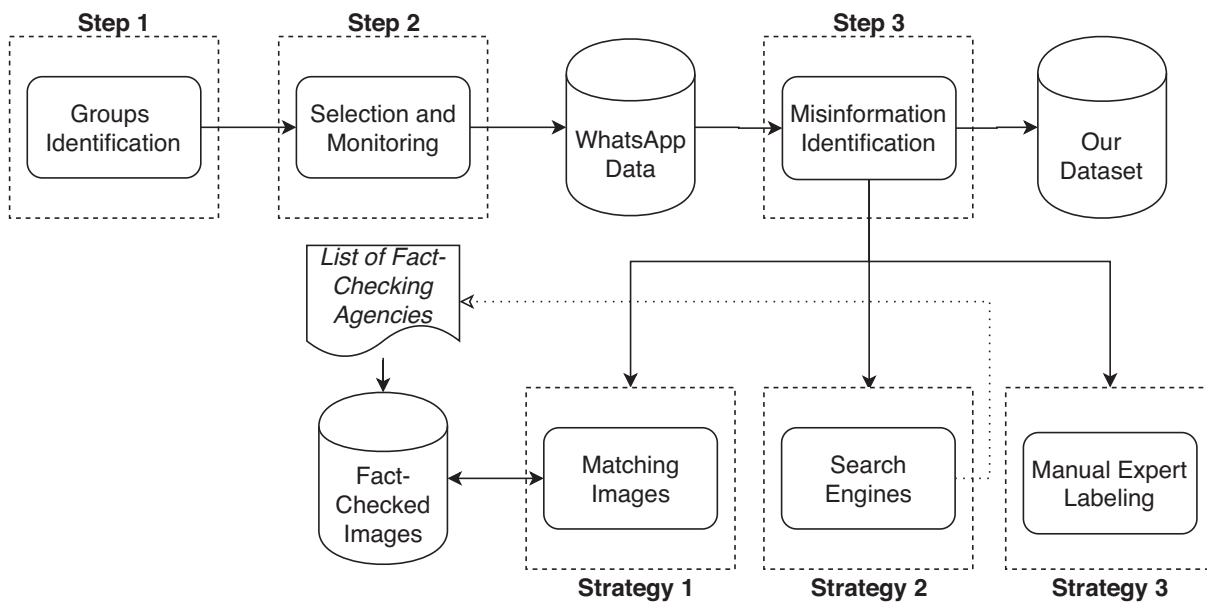 Step 1
Step 2
Step 3
Groups
Identification
Selection and
Monitoring
WhatsApp
Data
Misinformation
Identification
Our
Dataset
List of Fact-
Checking
Agencies
Fact-
Checked
Images
Matching
Images
Search
Engines
Manual Expert
Labeling
Strategy 1
Strategy 2
Strategy 3